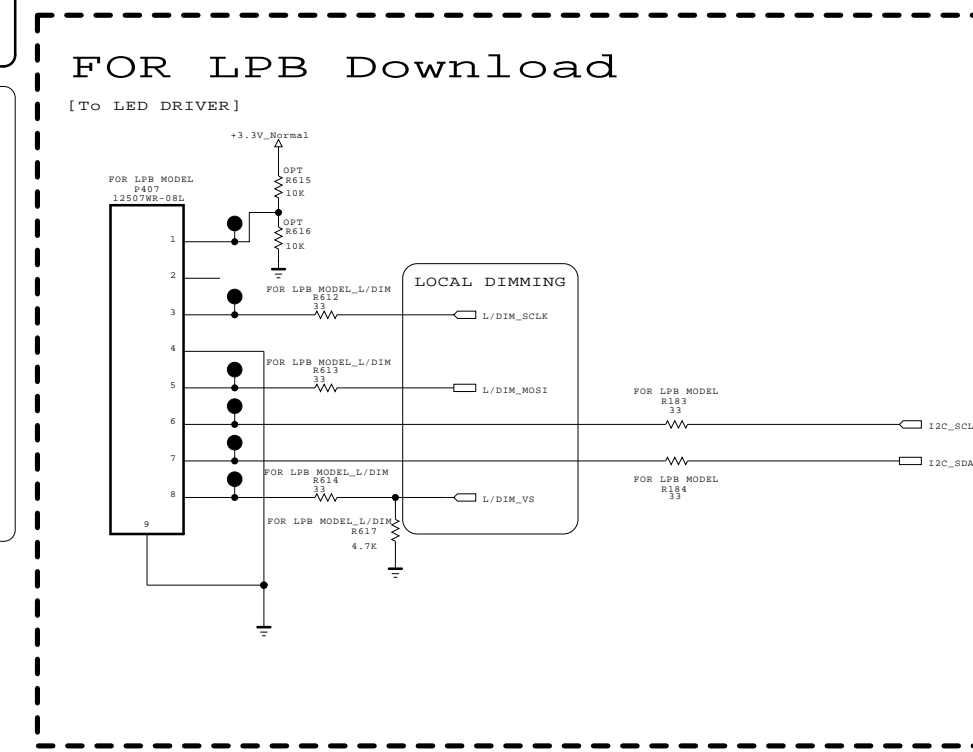 FOR LPB Download
[To LED DRIVER]
+3.3V_Normal
OPT
R615
10K
FOR LPB MODEL
P407
12507WR-08L
OPT
R616
10K
1
2
3
4
5
6
7
8
9
FOR LPB MODEL_L/DIM
R612
33
LOCAL DIMMING
L/DIM_SCLK
FOR LPB MODEL_L/DIM
R613
33
L/DIM_MOSI
FOR LPB MODEL
R183
33
I2C_SCL
I2C_SDA
FOR LPB MODEL
R184
33
FOR LPB MODEL_L/DIM
R614
33
L/DIM_VS
FOR LPB MODEL_L/DIM
R617
4.7K